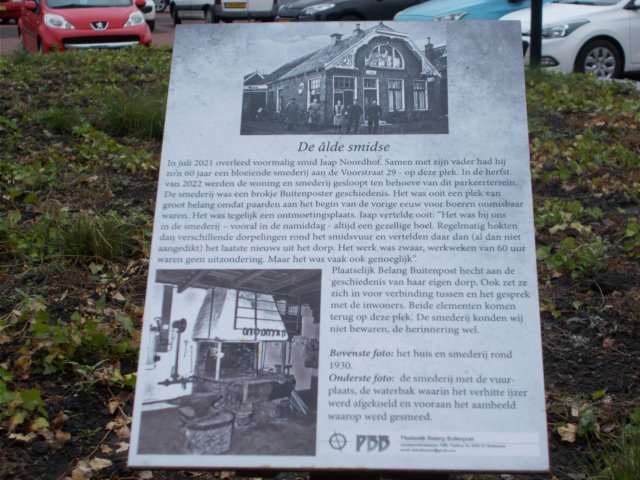 De âlde smidse
In juli 2021 overleed voormalig smid Jaap Noordhof. Samen met zijn vader had hij
zo'n 60 jaar een bloeiende smederij aan de Voorstraat 29 - op deze plek. In de herfst
van 2022 werden de woning en smederij gesloopt ten behoeve van dit parkeerterrein.
De smederij was een brokje Buitenposter geschiedenis. Het was ooit een plek van
groot belang omdat paarden aan het begin van de vorige eeuw voor boeren onmisbaar
waren. Het was tegelijk een ontmoetingsplaats. Jaap vertelde ooit: "Het was bij ons
in de smederij – vooral in de namiddag - altijd een gezellige boel. Regelmatig hokten
dan verschillende dorpelingen rond het smidsvuur en vertelden daar dan (al dan niet
aangedikt) het laatste nieuws uit het dorp. Het werk was zwaar, werkweken van 60 uur
waren geen uitzondering. Maar het was vaak ook genoeglijk".
Plaatselijk Belang Buitenpost hecht aan de
geschiedenis van haar eigen dorp. Ook zet ze
zich in voor verbinding tussen en het gesprek
met de inwoners. Beide elementen komen
terug op deze plek. De smederij konden wij
niet bewaren, de herinnering wel.
Bovenste foto: het huis en smederij rond
1930.
Onderste foto: de smederij met de vuur-
plaats, de waterbak waarin het verhitte ijzer
werd afgekoeld en vooraan het aambeeld
waarop werd gesmeed.
PBB
Plaatselijk Belang Buitenpost